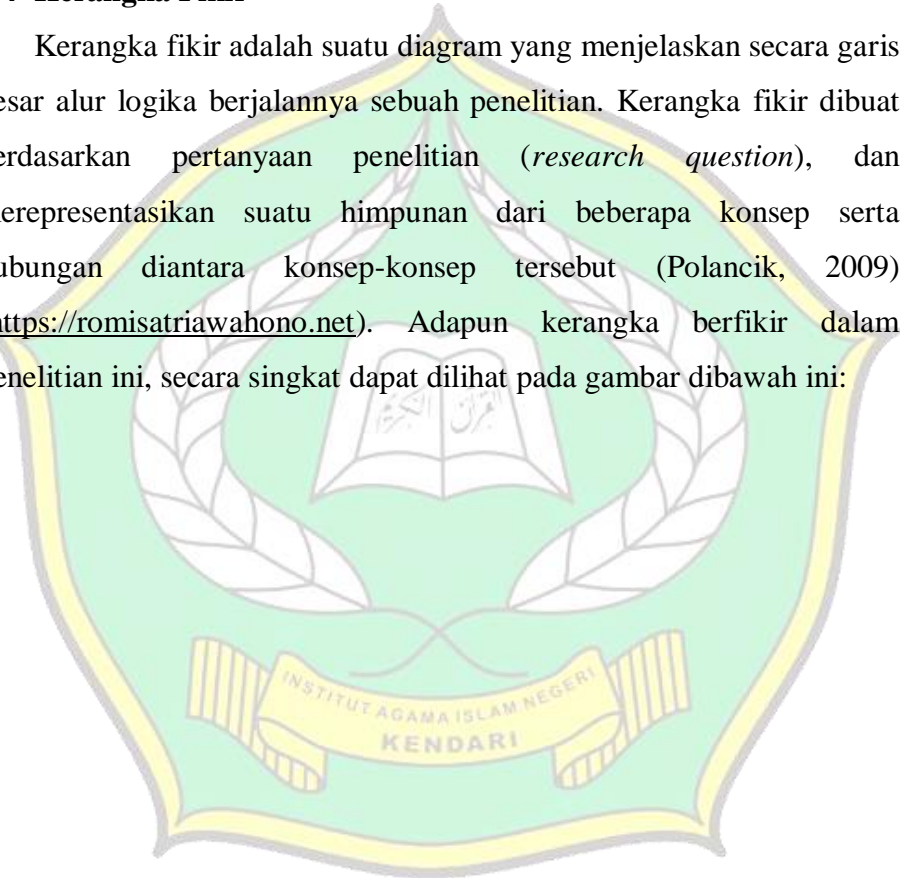 Kerangka Fikir
Kerangka fikir adalah suatu diagram yang menjelaskan secara garis
esar alur logika berjalannya sebuah penelitian. Kerangka fikir dibuat
erdasarkan pertanyaan penelitian (research question), dan
erepresentasikan suatu himpunan dari beberapa konsep serta
ubungan diantara konsep-konsep tersebut (Polancik, 2009)
https://romisatriawahono.net). Adapun kerangka berfikir dalam
enelitian ini, secara singkat dapat dilihat pada gambar dibawah ini:
القرآن الكريم
INSTITUT AGAMA ISLAM NEGERI
KENDARI